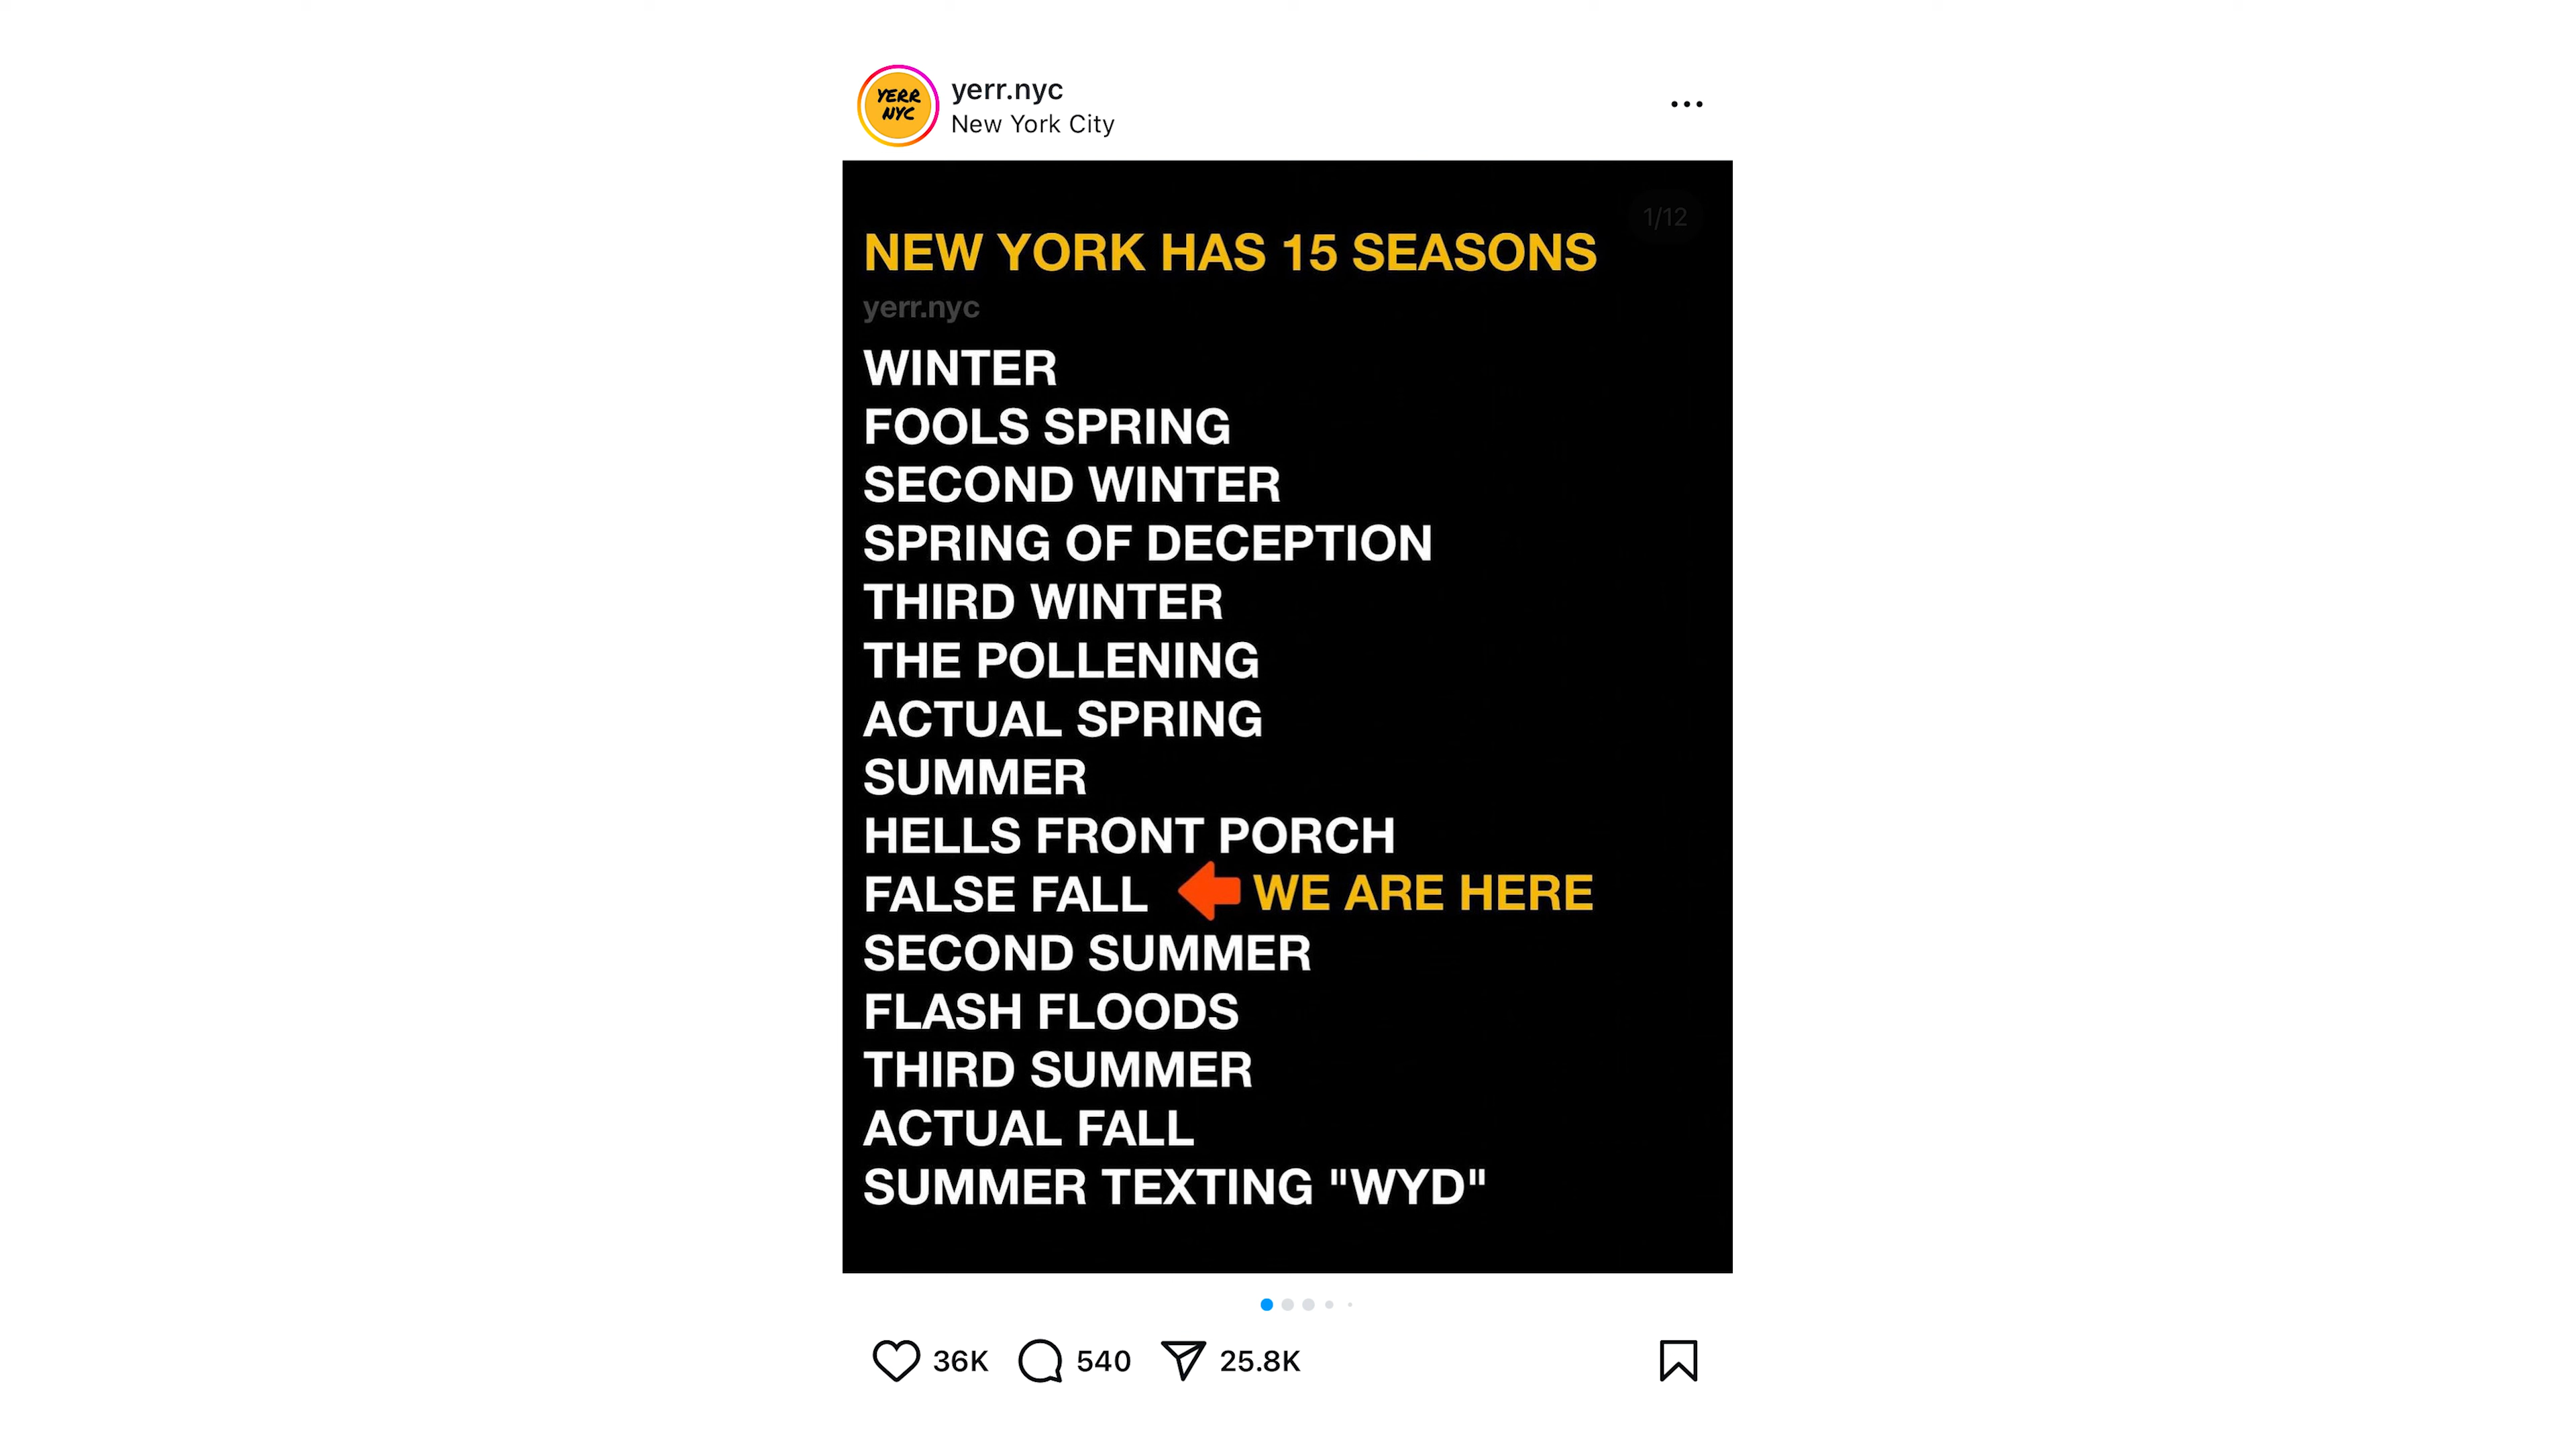 YERR
NYC
yerr.nyc
New York City
1/12
NEW YORK HAS 15 SEASONS
yerr.nyc
WINTER
FOOLS SPRING
SECOND WINTER
SPRING OF DECEPTION
THIRD WINTER
THE POLLENING
ACTUAL SPRING
SUMMER
HELLS FRONT PORCH
FALSE FALL WE ARE HERE
SECOND SUMMER
FLASH FLOODS
THIRD SUMMER
ACTUAL FALL
SUMMER TEXTING "WYD"
36K 540 25.8K